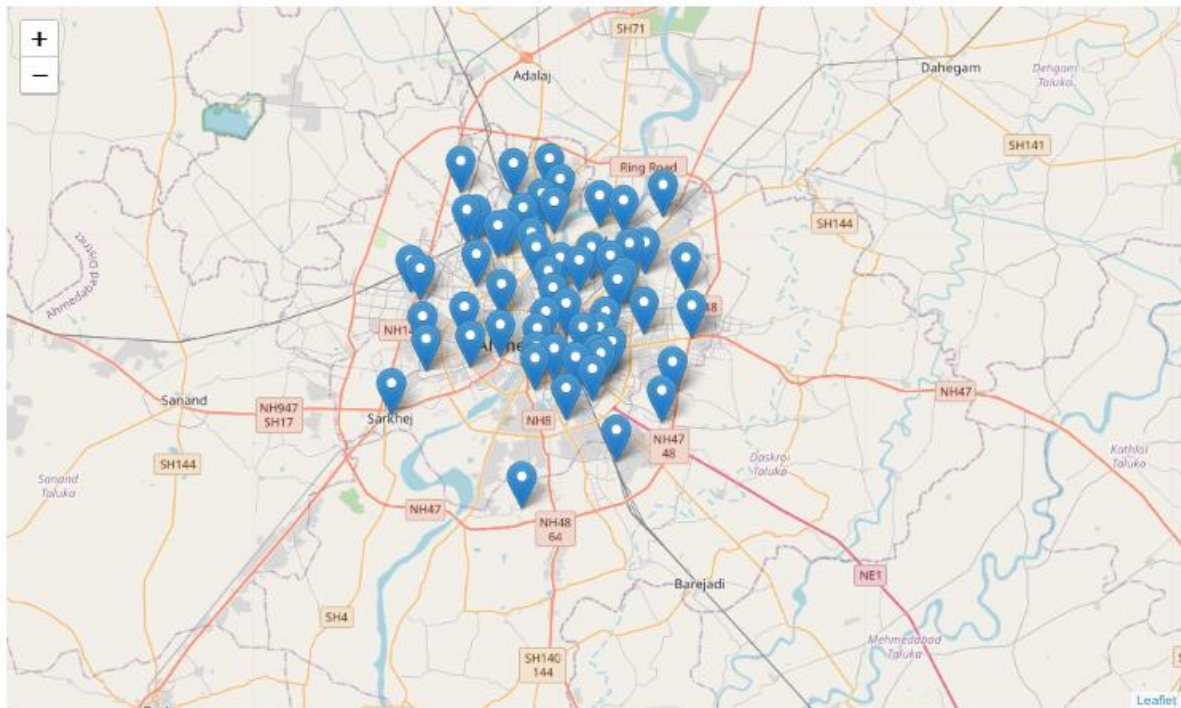 +
−
SH71
Adalaj
Dahegam
Dehgam
Taluka
SH141
Ring Road
SH144
Ahmedabad District
NH947
SH17
Sanand
Sarkhej
NH8
NH47
48
NH47
SH144
Sanand
Taluka
Daskroi
Taluka
Kathlal
Taluka
NH47
NH48
64
NE1
Barejadi
SH4
Mehmedabad
Taluka
SH140
144
Leaflet